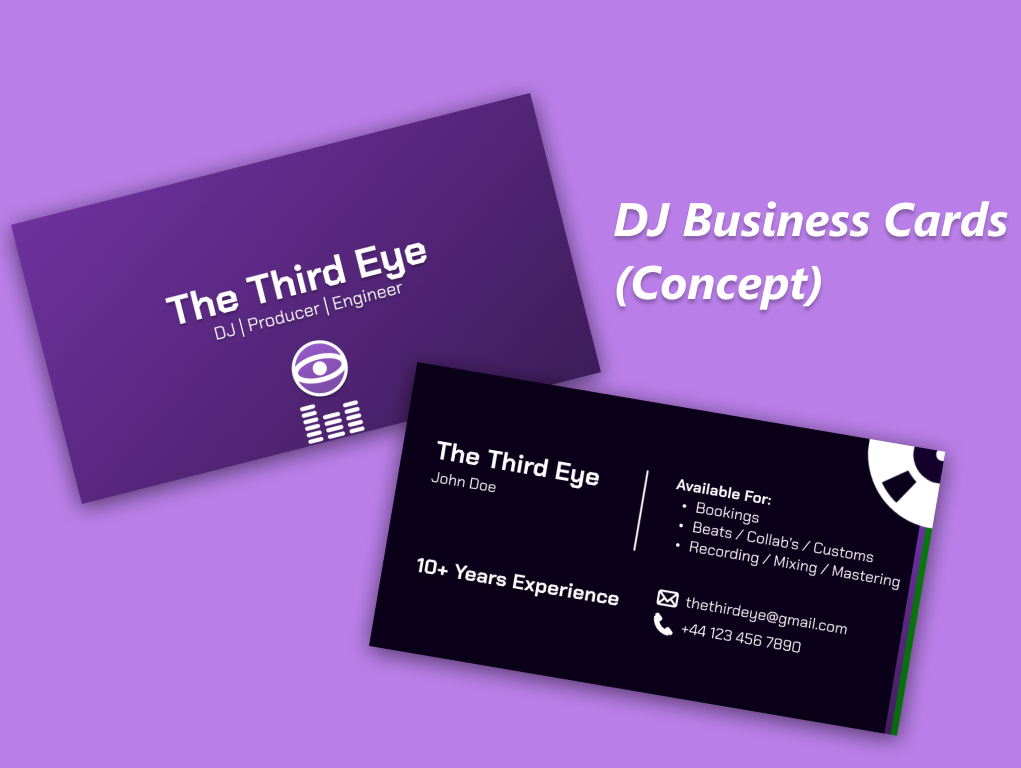 DJ Business Cards
(Concept)
The Third Eye
DJ | Producer | Engineer
The Third Eye
John Doe
10+ Years Experience
Available For:
• Bookings
• Beats / Collab's / Customs
• Recording / Mixing / Mastering
thethirdeye@gmail.com
+44 123 456 7890